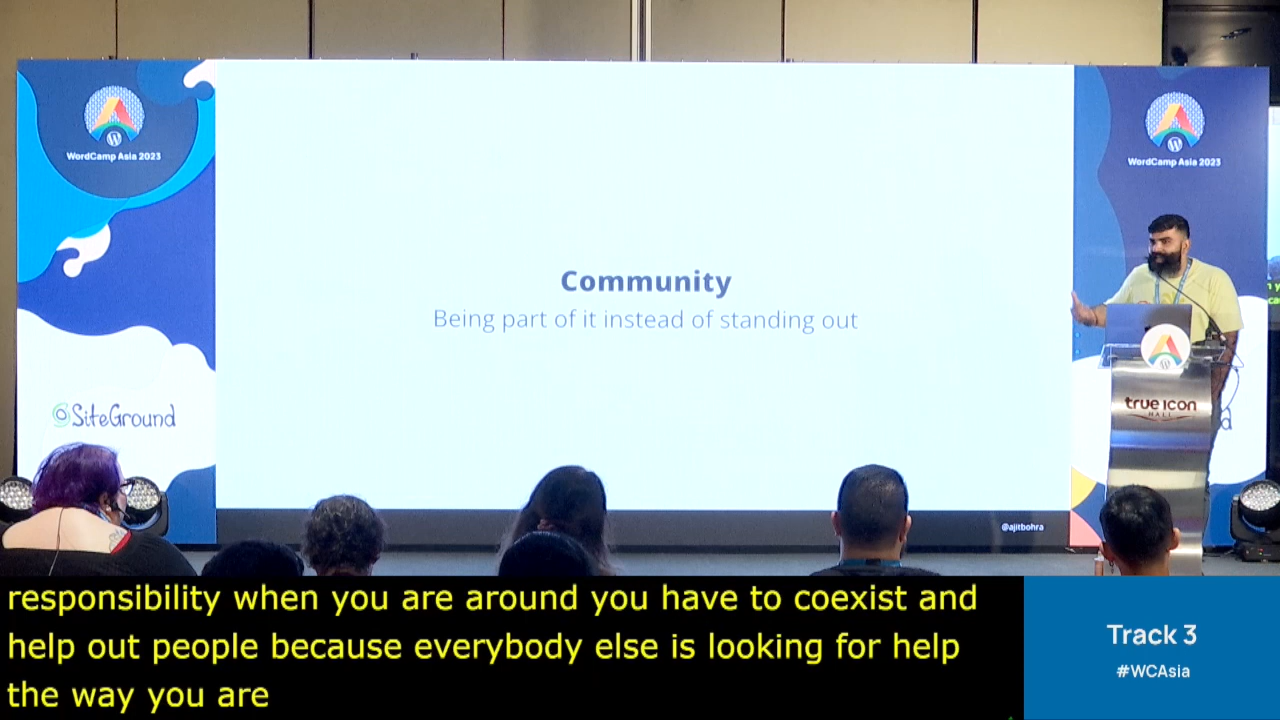 WordCamp Asia 2023
WordCamp Asia 2023
Community
Being part of it instead of standing out
SiteGround
true icon
HALL
@ajitbohra
responsibility when you are around you have to coexist and
help out people because everybody else is looking for help
the way you are
Track 3
#WCAsia